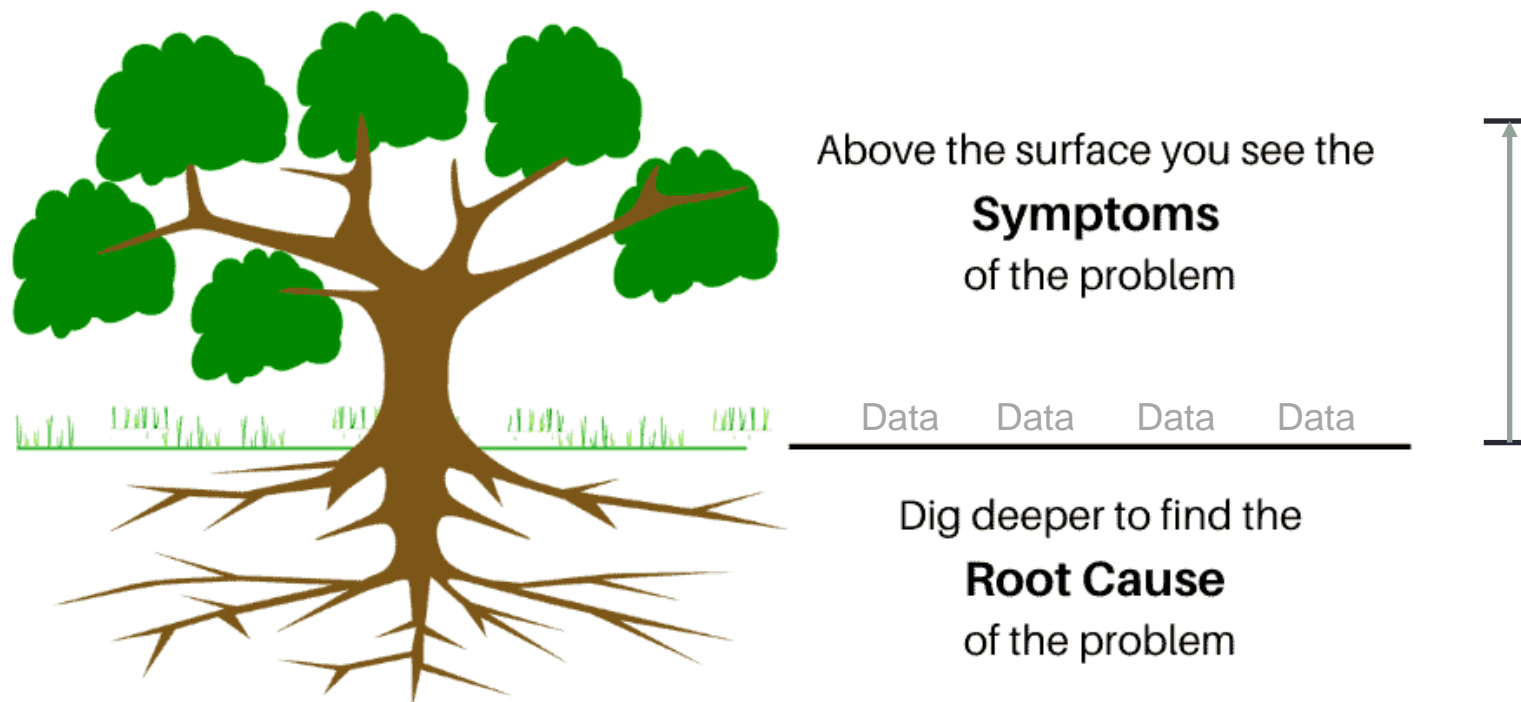 Above the surface you see the
Symptoms
of the problem
Data Data Data Data
Dig deeper to find the
Root Cause
of the problem